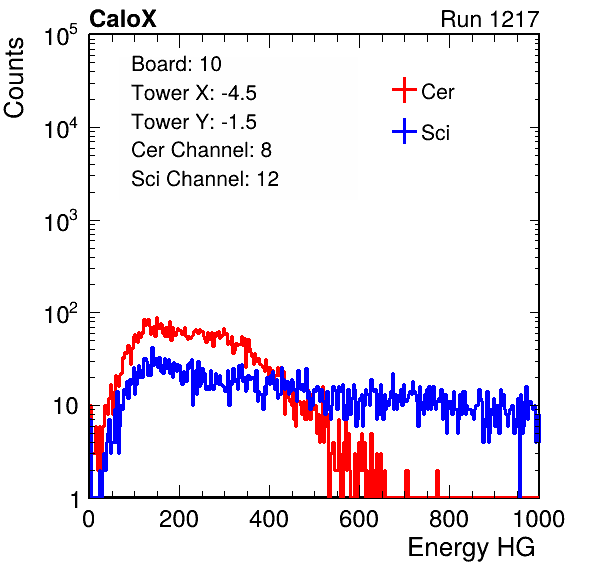 CaloX Run 1217
Counts
10^5
10^4
10^3
10^2
10
1
Board: 10
Tower X: -4.5
Tower Y: -1.5
Cer Channel: 8
Sci Channel: 12
Cer
Sci
0 200 400 600 800 1000
Energy HG